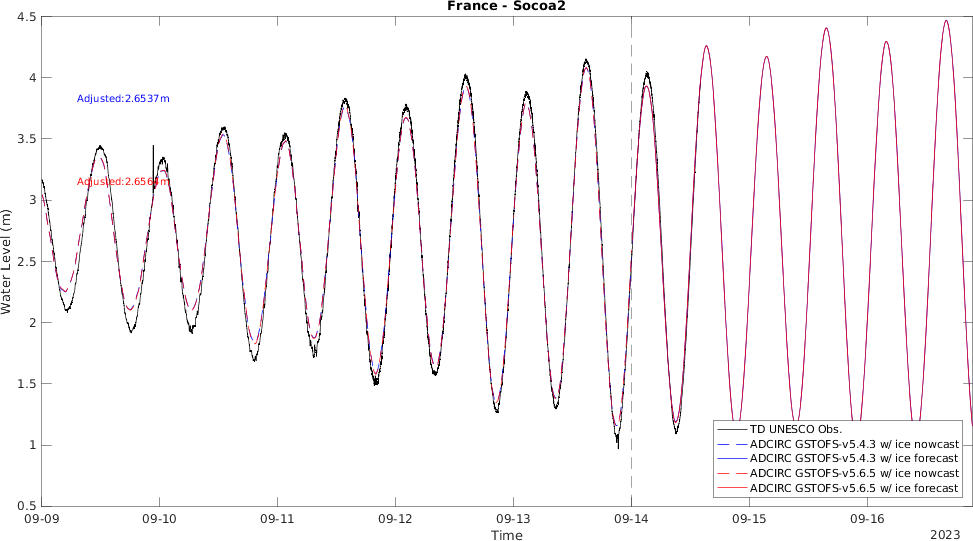 France - Socoa2
4.5
4
3.5
3
2.5
2
1.5
1
0.5
Water Level (m)
Adjusted:2.6537m
Adjusted:2.656
TD UNESCO Obs.
ADCIRC GSTOFS-v5.4.3 w/ ice nowcast
ADCIRC GSTOFS-v5.4.3 w/ ice forecast
ADCIRC GSTOFS-v5.6.5 w/ ice nowcast
ADCIRC GSTOFS-v5.6.5 w/ ice forecast
09-09
09-10
09-11
09-12
09-13
09-14
09-15
09-16
Time
2023